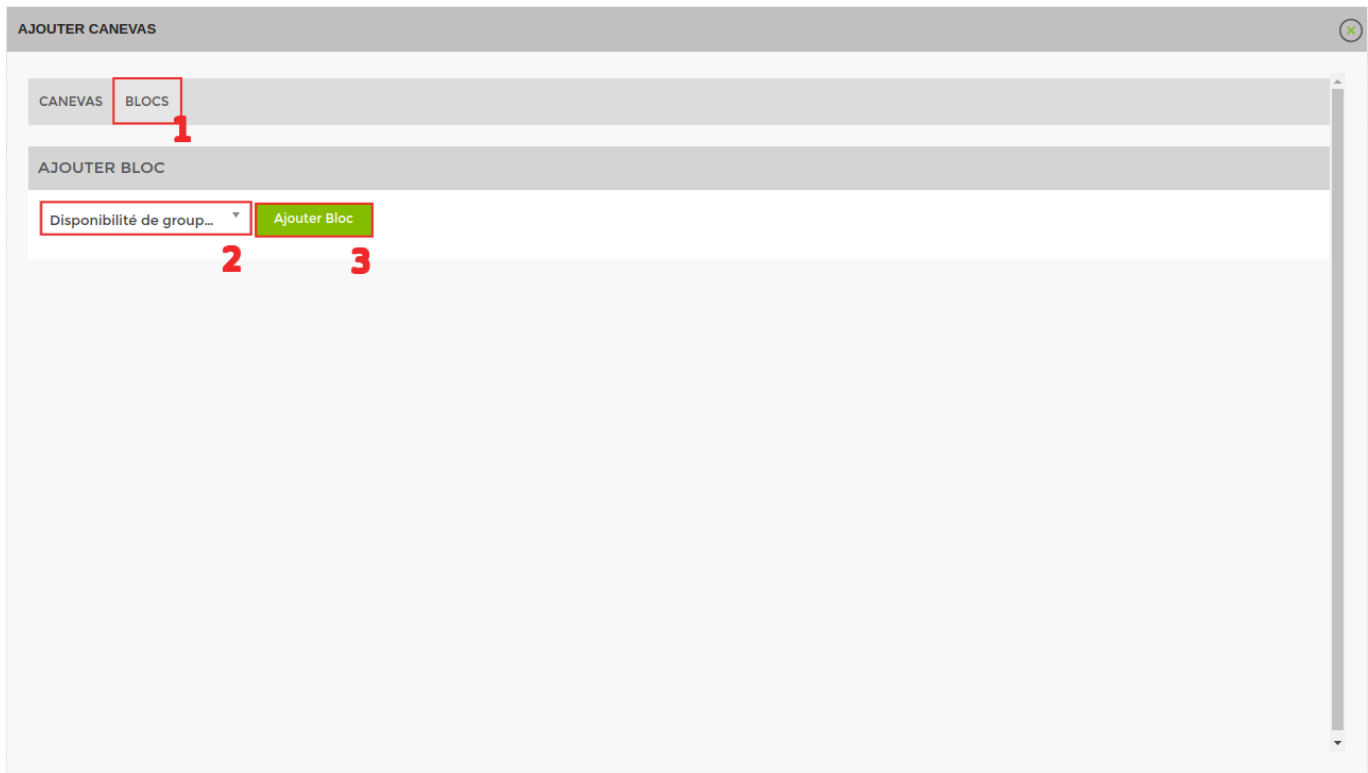 AJOUTER CANEVAS
CANEVAS BLOCS
1
AJOUTER BLOC
Disponibilité de group... Ajouter Bloc
2 3